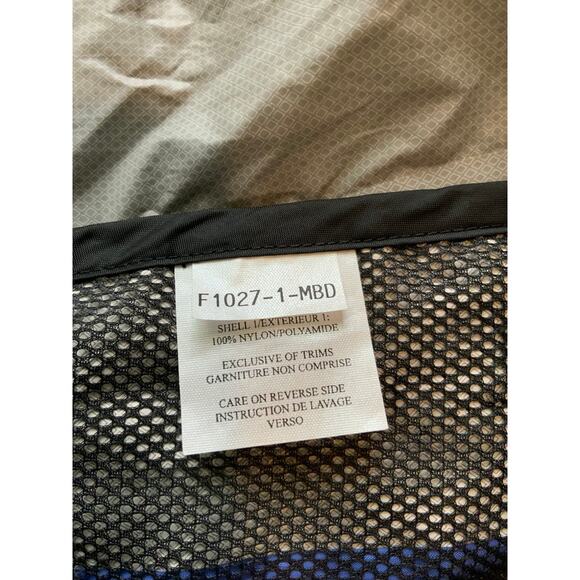 F1027-1-MBD
SHELL 1/EXTERIEUR 1:
100% NYLON/POLYAMIDE
EXCLUSIVE OF TRIMS
GARNITURE NON COMPRISE
CARE ON REVERSE SIDE
INSTRUCTION DE LAVAGE
VERSO